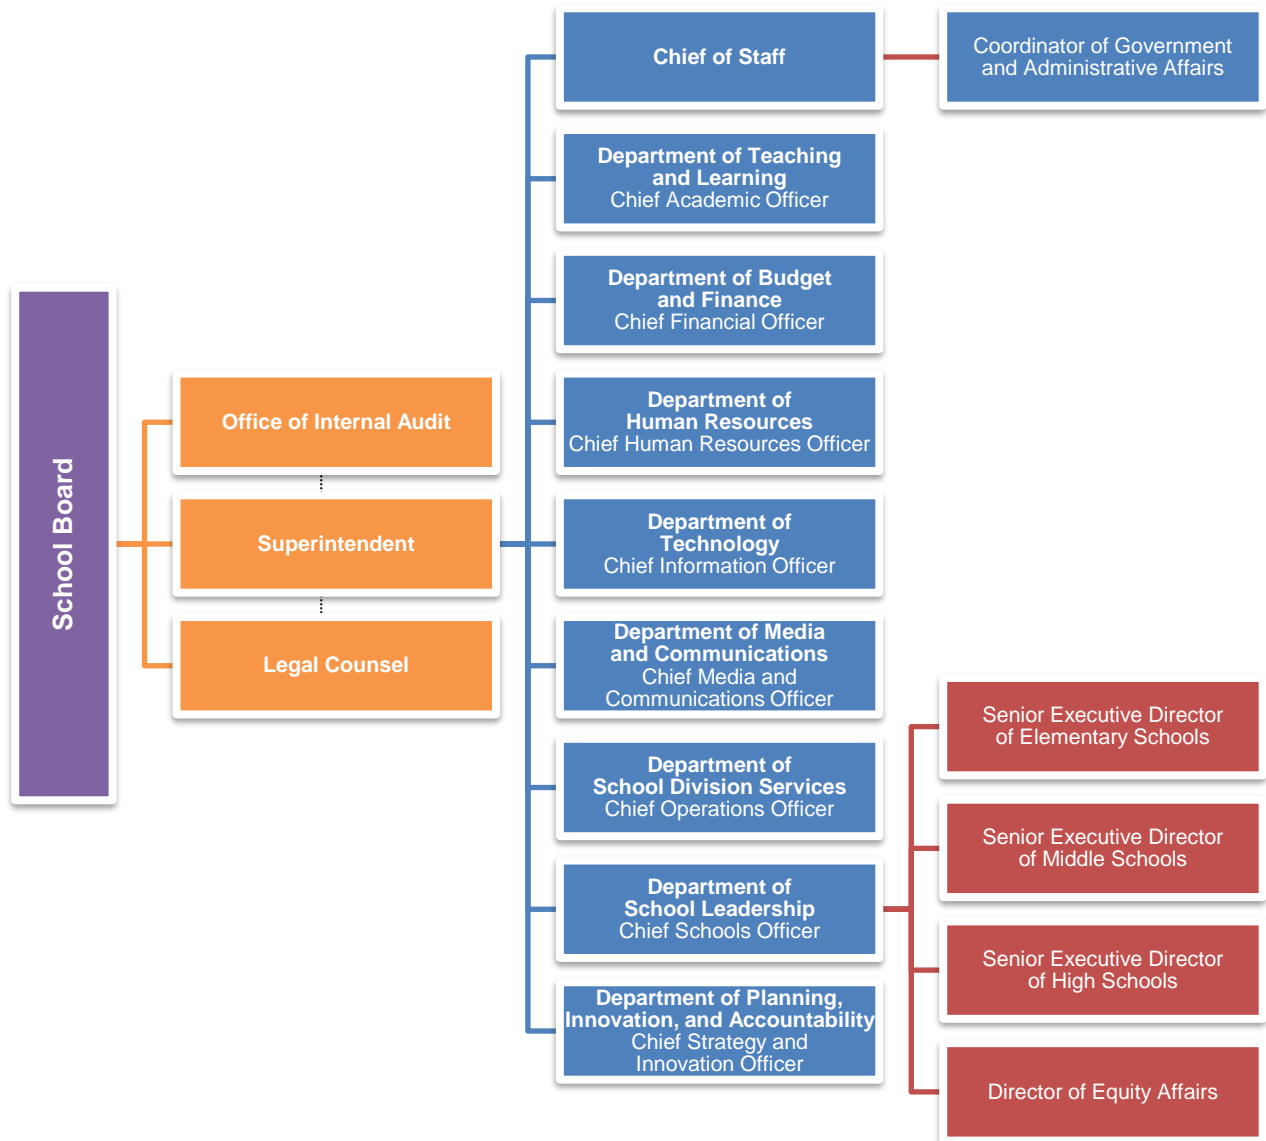 School Board
Office of Internal Audit
Superintendent
Legal Counsel
Chief of Staff
Coordinator of Government
and Administrative Affairs
Department of Teaching
and Learning
Chief Academic Officer
Department of Budget
and Finance
Chief Financial Officer
Department of
Human Resources
Chief Human Resources Officer
Department of
Technology
Chief Information Officer
Department of Media
and Communications
Chief Media and
Communications Officer
Department of
School Division Services
Chief Operations Officer
Department of
School Leadership
Chief Schools Officer
Senior Executive Director
of Elementary Schools
Senior Executive Director
of Middle Schools
Senior Executive Director
of High Schools
Director of Equity Affairs
Department of Planning,
Innovation, and Accountability
Chief Strategy and
Innovation Officer